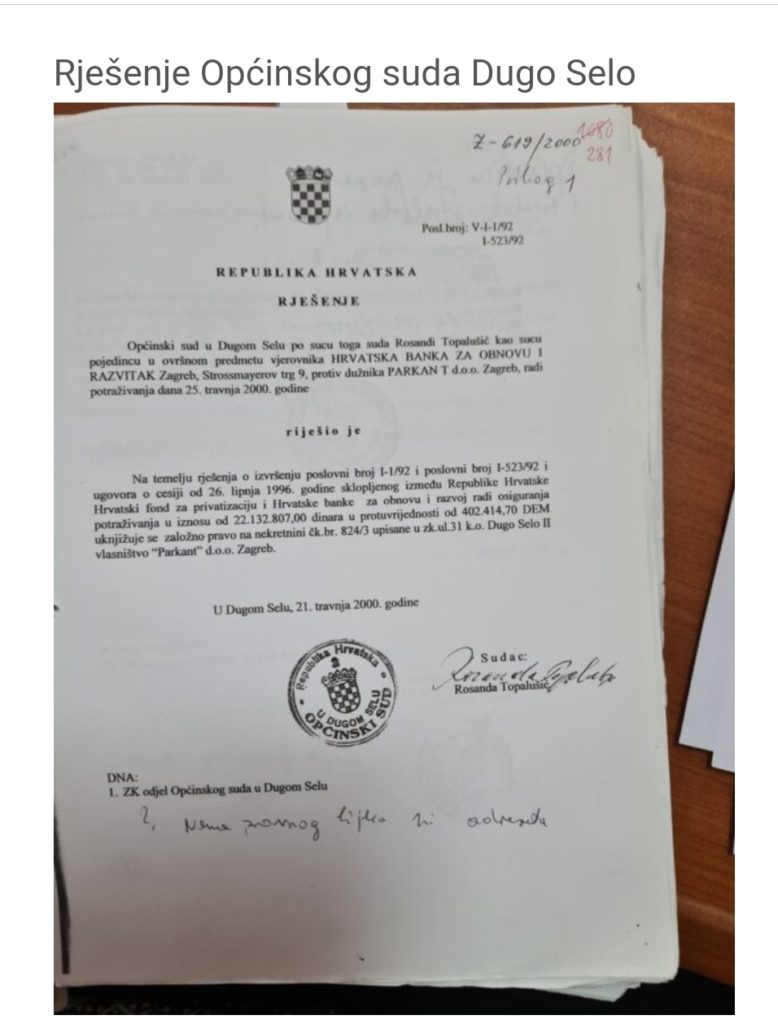 Rješenje Općinskog suda Dugo Selo
Z-619/2000
1080
281
Prilog 1
Posl.broj: V-I-1/92
I-523/92
REPUBLIKA HRVATSKA
RJEŠENJE
Općinski sud u Dugom Selu po sucu toga suda Rosandi Topalušić kao sucu
pojedincu u ovršnom predmetu vjerovnika HRVATSKA BANKA ZA OBNOVU I
RAZVITAK Zagreb, Strossmayerov trg 9, protiv dužnika PARKAN T d.o.o. Zagreb, radi
potraživanja dana 25. travnja 2000. godine
riješio je
Na temelju rješenja o izvršenju poslovni broj I-1/92 i poslovni broj I-523/92 i
ugovora o cesiji od 26. lipnja 1996. godine sklopljenog između Republike Hrvatske
Hrvatski fond za privatizaciju i Hrvatske banke za obnovu i razvoj radi osiguranja
potraživanja u iznosu od 22.132.807,00 dinara u protuvrijednosti od 402.414,70 DEM
uknjižuje se založno pravo na nekretnini čk.br. 824/3 upisane u zk.ul.31 k.o. Dugo Selo II
vlasništvo "Parkant" d.o.o. Zagreb.
U Dugom Selu, 21. travnja 2000. godine
Republika Hrvatska
2
U DUGOM SELU
OPĆINSKI SUD
Sudac:
Rosanda Topalušić
DNA:
1. ZK odjel Općinskog suda u Dugom Selu
Nema lijeka ni